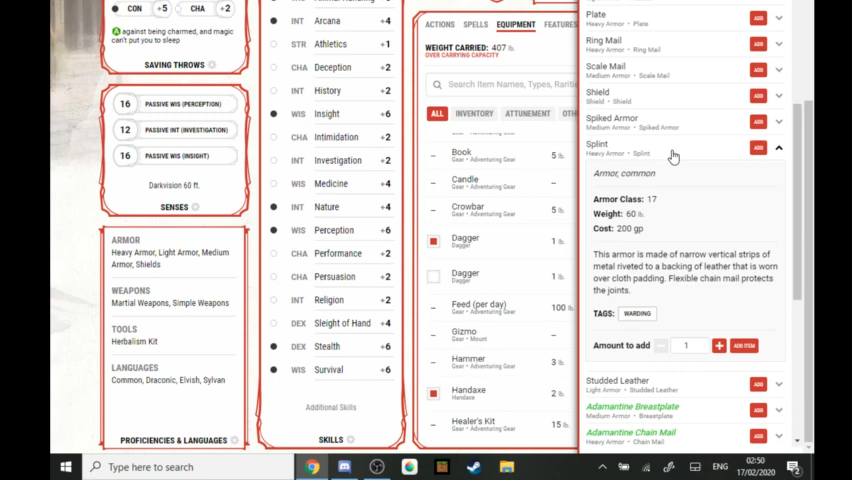 CON +5 CHA +2
against being charmed, and magic
can't put you to sleep
SAVING THROWS
16 PASSIVE WIS (PERCEPTION)
12 PASSIVE INT (INVESTIGATION)
16 PASSIVE WIS (INSIGHT)
Darkvision 60 ft.
SENSES
ARMOR
Heavy Armor, Light Armor, Medium
Armor, Shields
WEAPONS
Martial Weapons, Simple Weapons
TOOLS
Herbalism Kit
LANGUAGES
Common, Draconic, Elvish, Sylvan
PROFICIENCIES & LANGUAGES
INT Arcana +4
STR Athletics +1
CHA Deception +2
INT History +2
WIS Insight +6
CHA Intimidation +2
INT Investigation +2
WIS Medicine +4
INT Nature +4
WIS Perception +6
CHA Performance +2
CHA Persuasion +2
INT Religion +2
DEX Sleight of Hand +4
DEX Stealth +6
WIS Survival +6
Additional Skills
SKILLS
ACTIONS SPELLS EQUIPMENT FEATURES
WEIGHT CARRIED: 407 lb.
OVER CARRYING CAPACITY
Search Item Names, Types, Rarities
ALL INVENTORY ATTUNEMENT OTH
Book 5 lb.
Gear • Adventuring Gear
Candle --
Gear • Adventuring Gear
Crowbar 5 lb.
Gear • Adventuring Gear
Dagger 1 lb.
Dagger
Dagger 1 lb.
Dagger
Feed (per day) 100 lb.
Gear • Adventuring Gear
Gizmo --
Gear • Mount
Hammer 3 lb.
Gear • Adventuring Gear
Handaxe 2 lb.
Handaxe
Healer's Kit 15 lb.
Gear • Adventuring Gear
Plate ADD
Heavy Armor • Plate
Ring Mail ADD
Heavy Armor • Ring Mail
Scale Mail ADD
Medium Armor • Scale Mail
Shield ADD
Shield • Shield
Spiked Armor ADD
Medium Armor • Spiked Armor
Splint ADD
Heavy Armor • Splint
Armor, common
Armor Class: 17
Weight: 60 lb.
Cost: 200 gp
This armor is made of narrow vertical strips of
metal riveted to a backing of leather that is worn
over cloth padding. Flexible chain mail protects
the joints.
TAGS: WARDING
Amount to add 1 ADD ITEM
Studded Leather ADD
Light Armor • Studded Leather
Adamantine Breastplate ADD
Medium Armor • Breastplate
Adamantine Chain Mail ADD
Heavy Armor • Chain Mail
Type here to search
ENG
02:50
17/02/2020